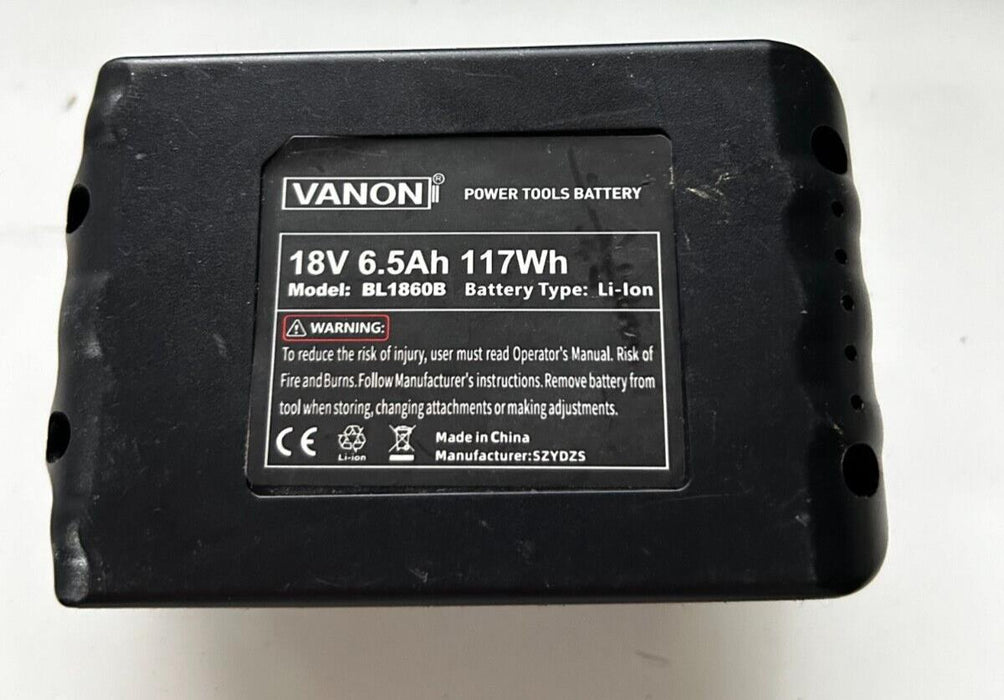 VANON® POWER TOOLS BATTERY
18V 6.5Ah 117Wh
Model: BL1860B Battery Type: Li-Ion
WARNING:
To reduce the risk of injury, user must read Operator's Manual. Risk of
Fire and Burns. Follow Manufacturer's instructions. Remove battery from
tool when storing, changing attachments or making adjustments.
CE Li-ion Made in China
Manufacturer:SZYDZS